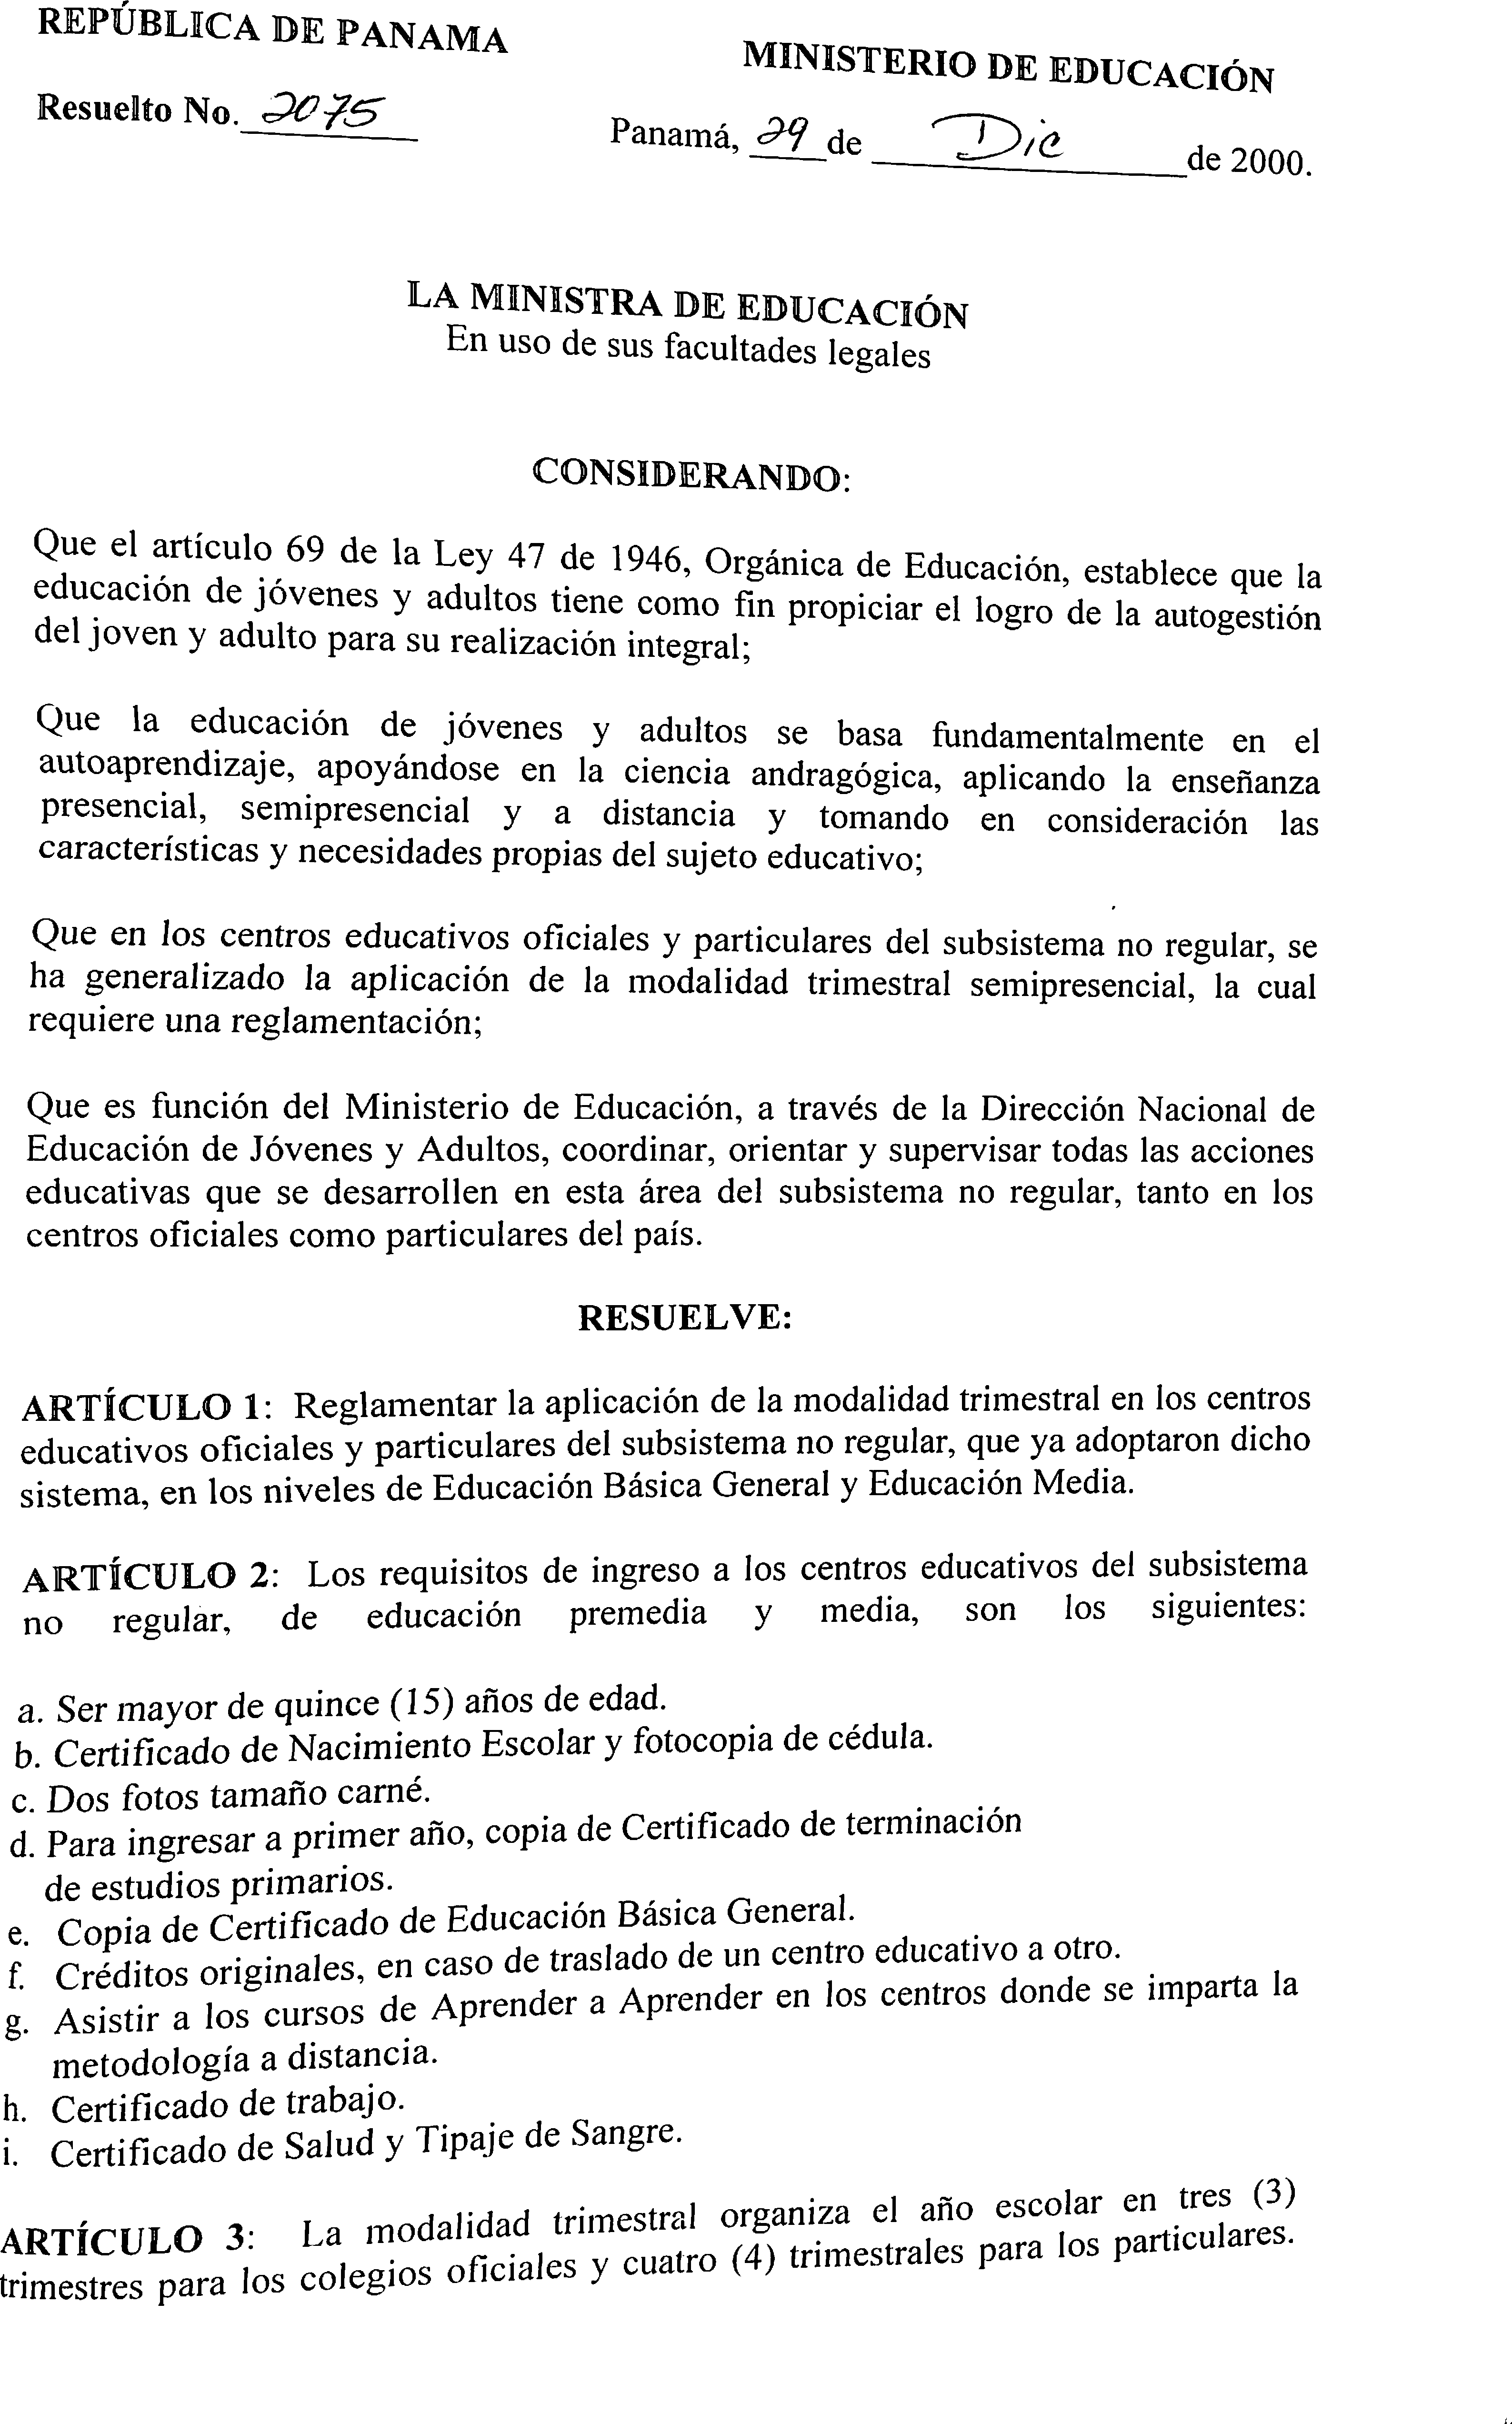 REPÚBLICA DE PANAMA
MINISTERIO DE EDUCACIÓN
Resuelto No. 2075
Panamá, 29 de Dic de 2000.
LA MINISTRA DE EDUCACIÓN
En uso de sus facultades legales
CONSIDERANDO:
Que el artículo 69 de la Ley 47 de 1946, Orgánica de Educación, establece que la
educación de jóvenes y adultos tiene como fin propiciar el logro de la autogestión
del joven y adulto para su realización integral;
Que la educación de jóvenes y adultos se basa fundamentalmente en el
autoaprendizaje, apoyándose en la ciencia andragógica, aplicando la enseñanza
presencial, semipresencial y a distancia y tomando en consideración las
características y necesidades propias del sujeto educativo;
Que en los centros educativos oficiales y particulares del subsistema no regular, se
ha generalizado la aplicación de la modalidad trimestral semipresencial, la cual
requiere una reglamentación;
Que es función del Ministerio de Educación, a través de la Dirección Nacional de
Educación de Jóvenes y Adultos, coordinar, orientar y supervisar todas las acciones
educativas que se desarrollen en esta área del subsistema no regular, tanto en los
centros oficiales como particulares del país.
RESUELVE:
ARTÍCULO 1: Reglamentar la aplicación de la modalidad trimestral en los centros
educativos oficiales y particulares del subsistema no regular, que ya adoptaron dicho
sistema, en los niveles de Educación Básica General y Educación Media.
ARTÍCULO 2: Los requisitos de ingreso a los centros educativos del subsistema
no regular, de educación premedia y media, son los siguientes:
a. Ser mayor de quince (15) años de edad.
b. Certificado de Nacimiento Escolar y fotocopia de cédula.
c. Dos fotos tamaño carné.
d. Para ingresar a primer año, copia de Certificado de terminación
de estudios primarios.
e. Copia de Certificado de Educación Básica General.
f. Créditos originales, en caso de traslado de un centro educativo a otro.
g. Asistir a los cursos de Aprender a Aprender en los centros donde se imparta la
metodología a distancia.
h. Certificado de trabajo.
i. Certificado de Salud y Tipaje de Sangre.
ARTÍCULO 3: La modalidad trimestral organiza el año escolar en tres (3)
trimestres para los colegios oficiales y cuatro (4) trimestrales para los particulares.